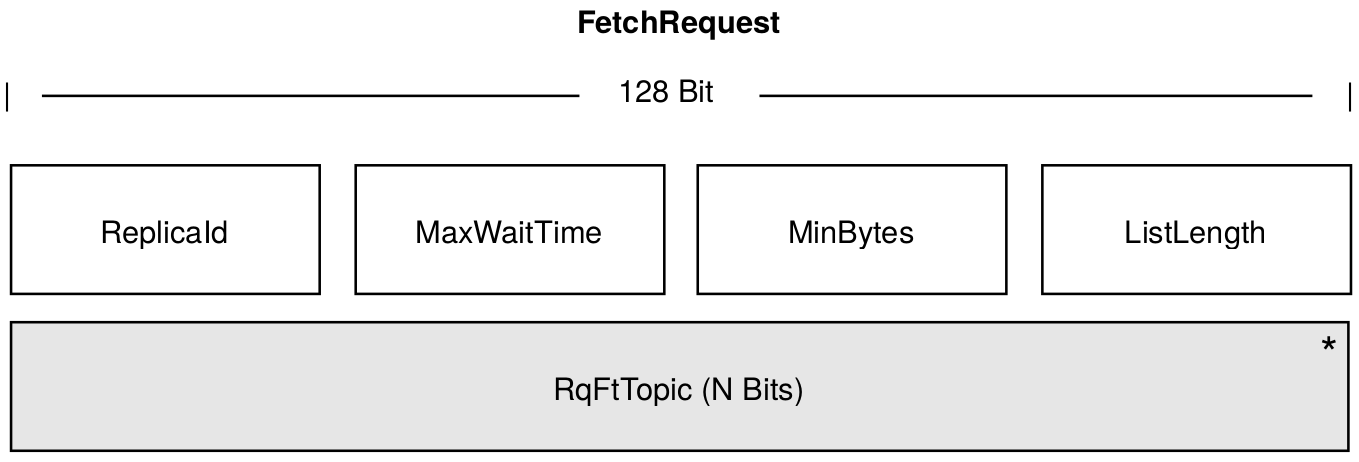 FetchRequest
128 Bit
ReplicaId MaxWaitTime MinBytes ListLength
*
RqFtTopic (N Bits)